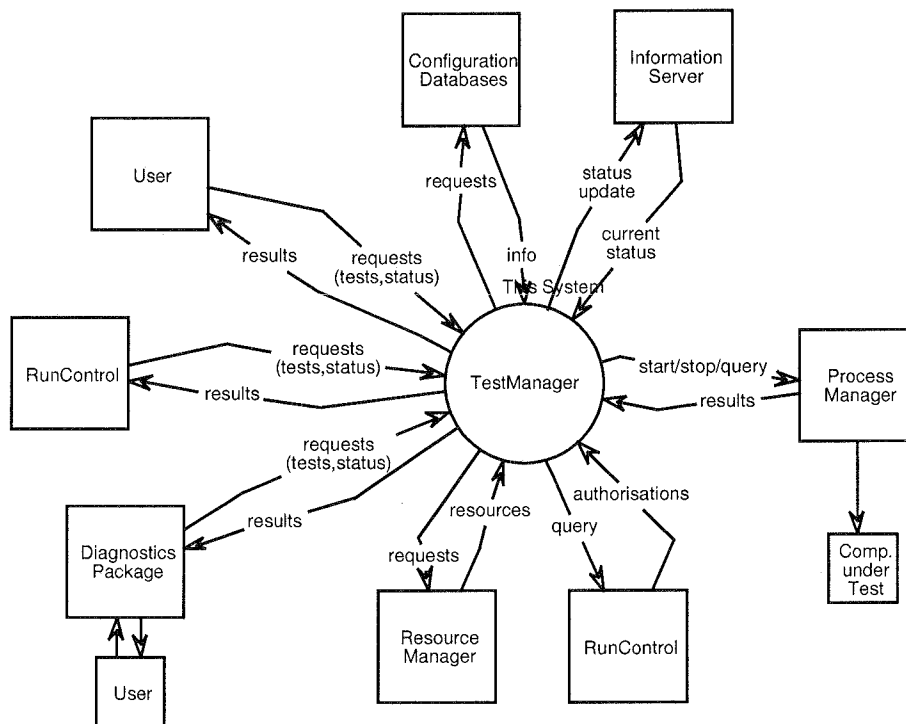 Configuration
Databases
Information
Server
User
requests
status
update
results
requests
(tests,status)
info
current
status
This System
RunControl
requests
(tests,status)
results
TestManager
start/stop/query
results
Process
Manager
requests
(tests,status)
results
resources
authorisations
query
requests
Diagnostics
Package
Comp.
under
Test
Resource
Manager
RunControl
User